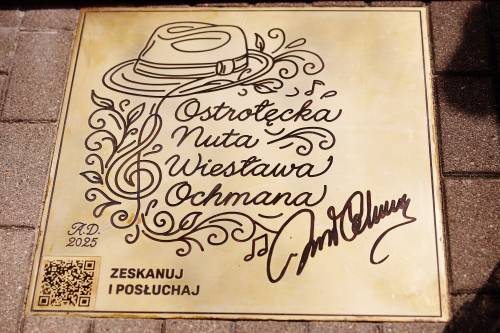 Ostrołęcka
Nuta
Wiesława
Ochmana
A.D.
2025
ZESKANUJ
I POSŁUCHAJ